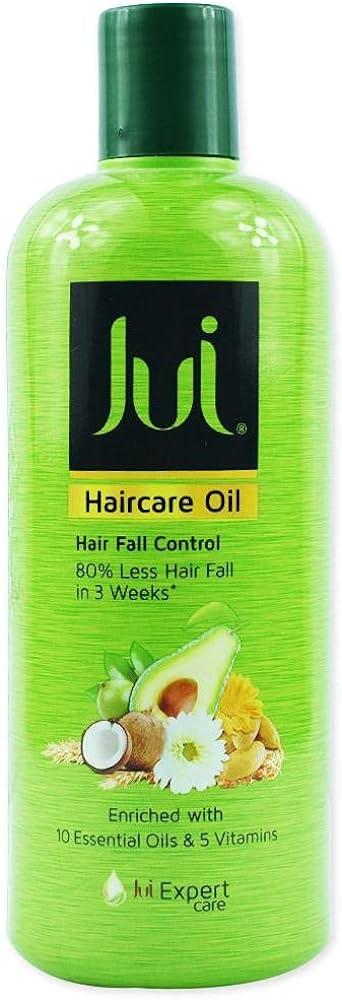 Jui®
Haircare Oil
Hair Fall Control
80% Less Hair Fall
in 3 Weeks*
Enriched with
10 Essential Oils & 5 Vitamins
Jui Expert
care